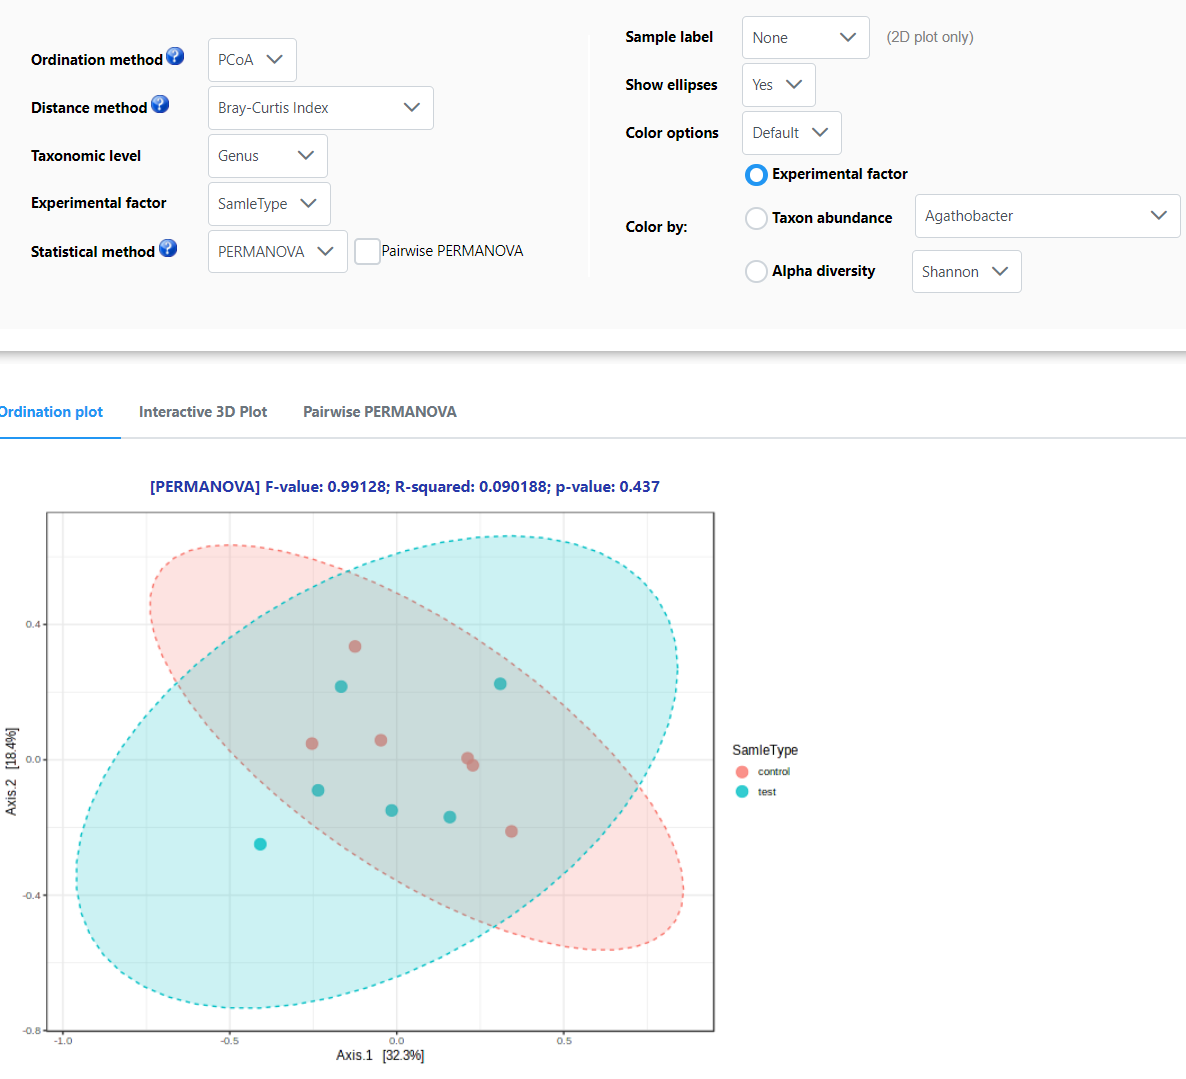 Ordination method ? PCoA
Distance method ? Bray-Curtis Index
Taxonomic level Genus
Experimental factor SamleType
Statistical method ? PERMANOVA Pairwise PERMANOVA
Sample label None (2D plot only)
Show ellipses Yes
Color options Default
Color by:
Experimental factor
Taxon abundance Agathobacter
Alpha diversity Shannon
Ordination plot Interactive 3D Plot Pairwise PERMANOVA
[PERMANOVA] F-value: 0.99128; R-squared: 0.090188; p-value: 0.437
0.4
0.0
-0.4
-0.8
Axis.2 [18.4%]
-1.0 -0.5 0.0 0.5
Axis.1 [32.3%]
SamleType
control
test